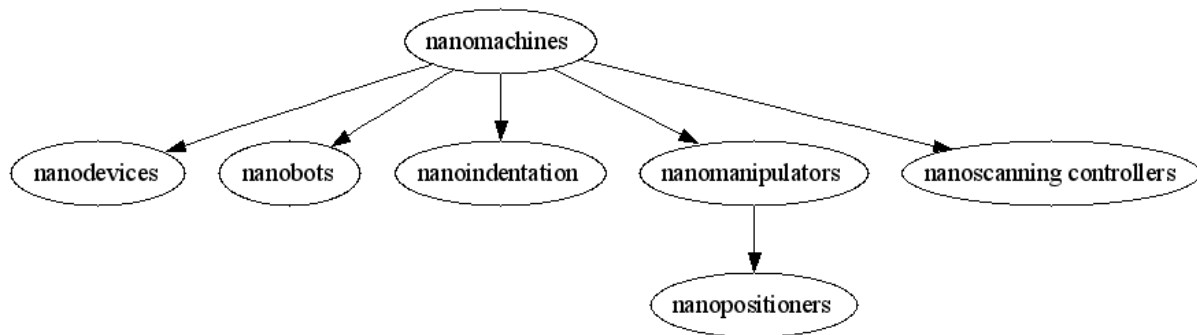 nanomachines
nanodevices
nanobots
nanoindentation
nanomanipulators
nanoscanning controllers
nanopositioners